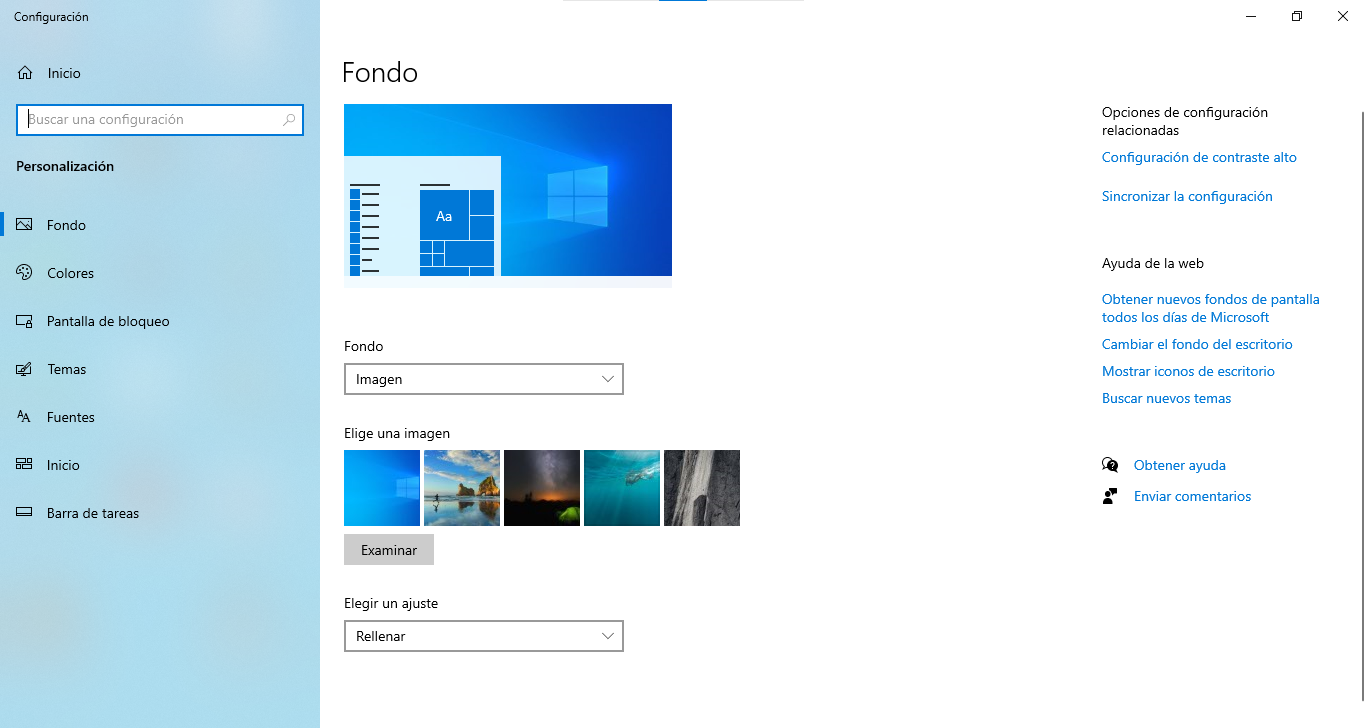 Configuración
Inicio
Buscar una configuración
Personalización
Fondo
Colores
Pantalla de bloqueo
Temas
Fuentes
Inicio
Barra de tareas
Fondo
Aa
Fondo
Imagen
Elige una imagen
Examinar
Elegir un ajuste
Rellenar
Opciones de configuración
relacionadas
Configuración de contraste alto
Sincronizar la configuración
Ayuda de la web
Obtener nuevos fondos de pantalla
todos los días de Microsoft
Cambiar el fondo del escritorio
Mostrar iconos de escritorio
Buscar nuevos temas
Obtener ayuda
Enviar comentarios